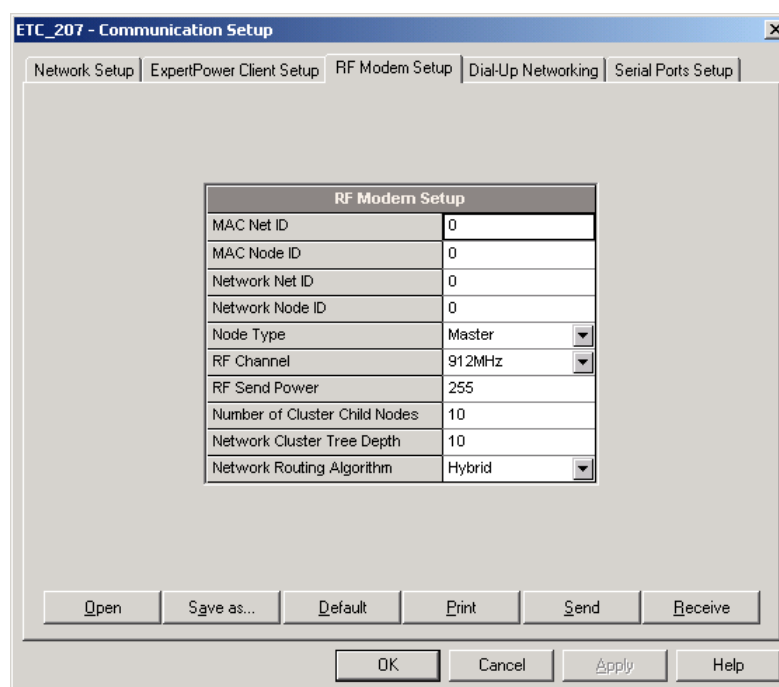 ETC_207 - Communication Setup
Network Setup ExpertPower Client Setup RF Modem Setup Dial-Up Networking Serial Ports Setup
RF Modem Setup
MAC Net ID 0
MAC Node ID 0
Network Net ID 0
Network Node ID 0
Node Type Master
RF Channel 912MHz
RF Send Power 255
Number of Cluster Child Nodes 10
Network Cluster Tree Depth 10
Network Routing Algorithm Hybrid
Open Save as... Default Print Send Receive
OK Cancel Apply Help